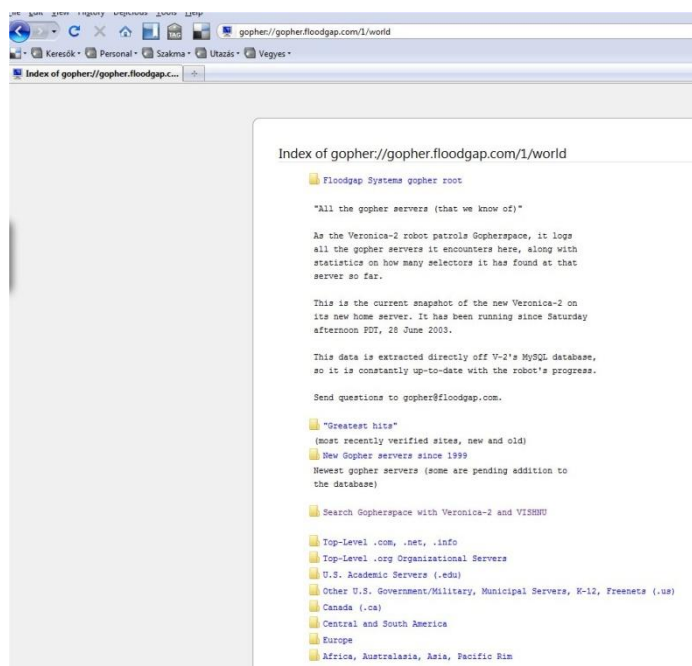 File Edit View History Delicious Tools Help
gopher://gopher.floodgap.com/1/world
Keresők Personal Szakma Utazás Vegyes
Index of gopher://gopher.floodgap.c...
Index of gopher://gopher.floodgap.com/1/world
Floodgap Systems gopher root
"All the gopher servers (that we know of)"
As the Veronica-2 robot patrols Gopherspace, it logs
all the gopher servers it encounters here, along with
statistics on how many selectors it has found at that
server so far.
This is the current snapshot of the new Veronica-2 on
its new home server. It has been running since Saturday
afternoon PDT, 28 June 2003.
This data is extracted directly off V-2's MySQL database,
so it is constantly up-to-date with the robot's progress.
Send questions to gopher@floodgap.com.
"Greatest hits"
(most recently verified sites, new and old)
New Gopher servers since 1999
Newest gopher servers (some are pending addition to
the database)
Search Gopherspace with Veronica-2 and VISHNU
Top-Level .com, .net, .info
Top-Level .org Organizational Servers
U.S. Academic Servers (.edu)
Other U.S. Government/Military, Municipal Servers, K-12, Freenets (.us)
Canada (.ca)
Central and South America
Europe
Africa, Australasia, Asia, Pacific Rim